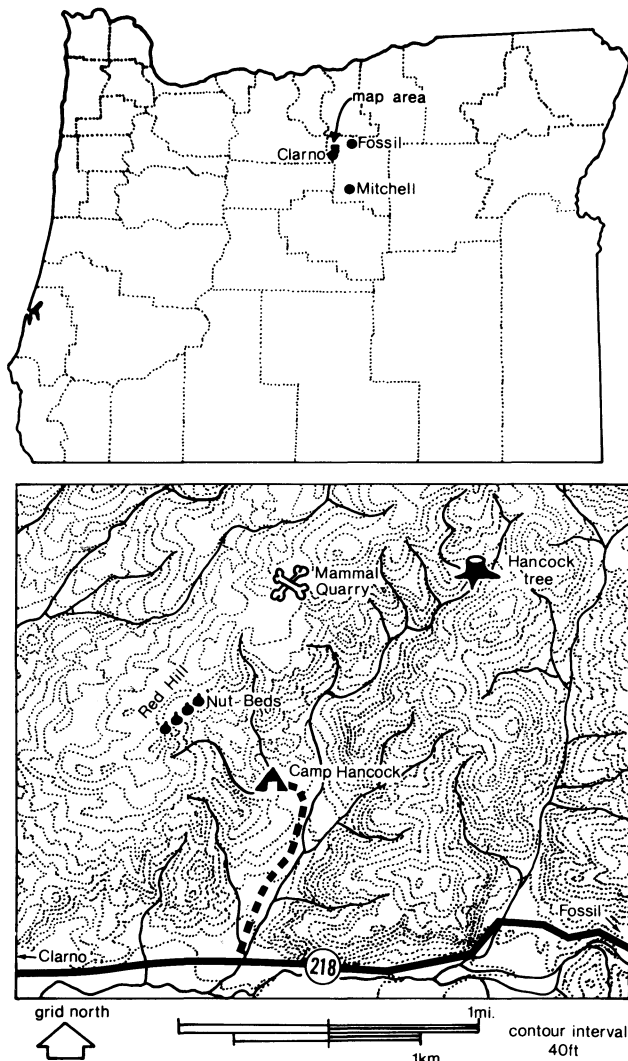 map area
Fossil
Clarno
Mitchell
Mammal
Quarry
Hancock
tree
Red Hill
Nut-Beds
Camp Hancock
Fossil
Clarno
218
grid north
1mi.
1km
contour interval
40ft